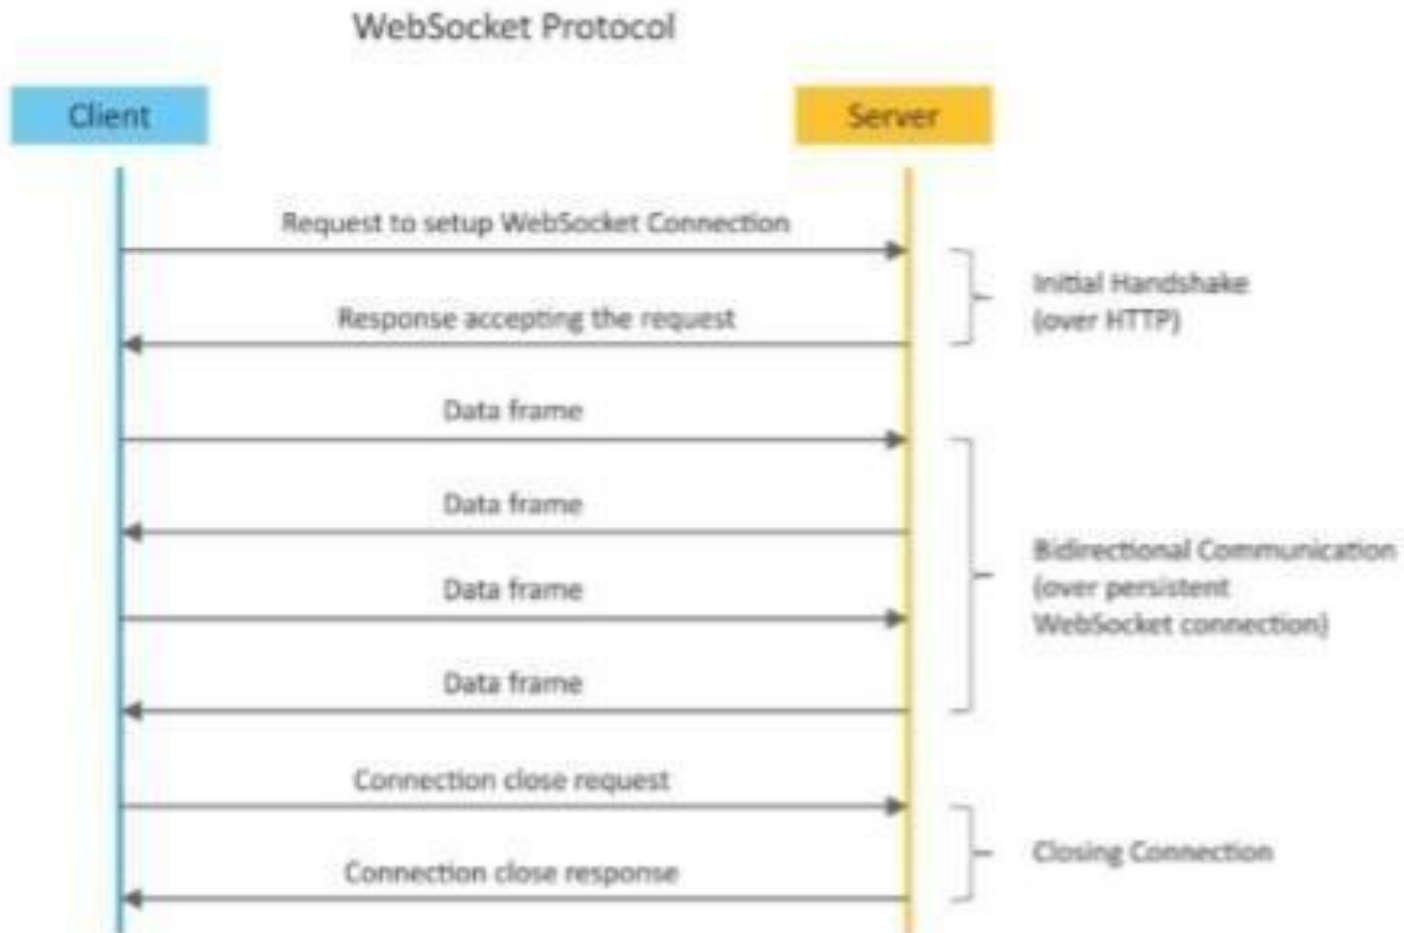 WebSocket Protocol
Client
Server
Request to setup WebSocket Connection
Response accepting the request
Initial Handshake
(over HTTP)
Data frame
Data frame
Data frame
Data frame
Bidirectional Communication
(over persistent
WebSocket connection)
Connection close request
Connection close response
Closing Connection